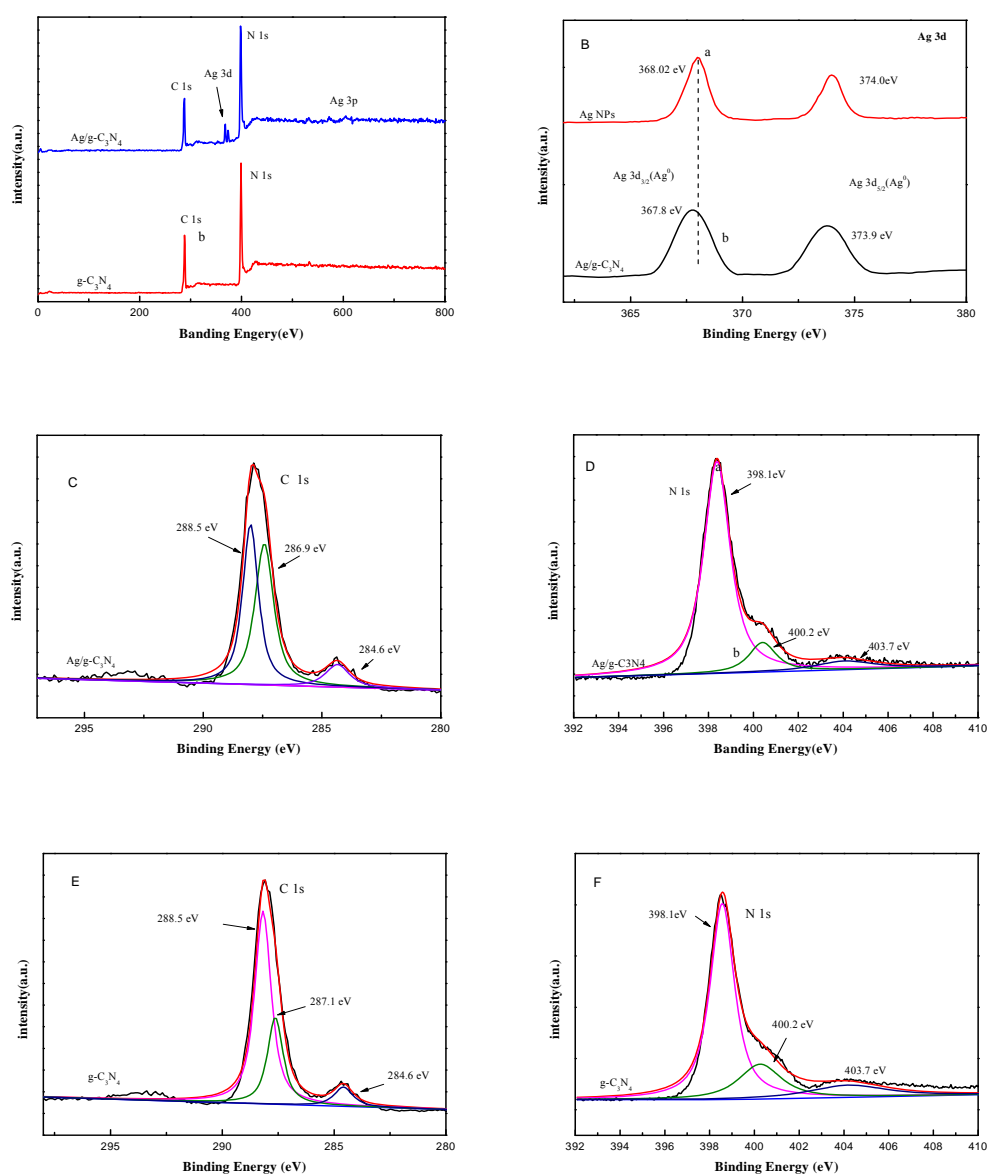 N 1s
Ag 3d
C 1s
Ag 3p
Ag/g-C₃N₄
N 1s
C 1s
b
g-C₃N₄
intensity(a.u.)
0 200 400 600 800
Banding Engery(eV)
B
Ag 3d
a
368.02 eV
374.0eV
Ag NPs
Ag 3d₃/₂(Ag⁰)
Ag 3d₅/₂(Ag⁰)
367.8 eV
373.9 eV
b
Ag/g-C₃N₄
intensity(a.u.)
365 370 375 380
Binding Energy (eV)
C
C 1s
288.5 eV
286.9 eV
284.6 eV
Ag/g-C₃N₄
intensity(a.u.)
295 290 285 280
Binding Energy (eV)
D
a
N 1s
398.1eV
400.2 eV
b
403.7 eV
Ag/g-C3N4
intensity(a.u.)
392 394 396 398 400 402 404 406 408 410
Banding Energy(eV)
E
C 1s
288.5 eV
287.1 eV
284.6 eV
g-C₃N₄
intensity(a.u.)
295 290 285 280
Binding Energy (eV)
F
N 1s
398.1eV
400.2 eV
403.7 eV
g-C₃N₄
intensity(a.u.)
392 394 396 398 400 402 404 406 408 410
Binding Energy (eV)